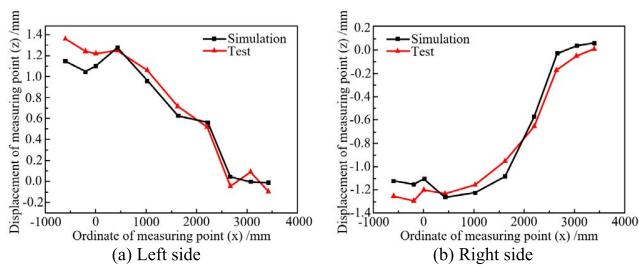 Displacement of measuring point (z) /mm
1.4
1.2
1.0
0.8
0.6
0.4
0.2
0.0
-0.2
Simulation
Test
-1000 0 1000 2000 3000 4000
Ordinate of measuring point (x) /mm
(a) Left side
Displacement of measuring point (z) /mm
0.2
0.0
-0.2
-0.4
-0.6
-0.8
-1.0
-1.2
-1.4
Simulation
Test
-1000 0 1000 2000 3000 4000
Ordinate of measuring point (x) /mm
(b) Right side